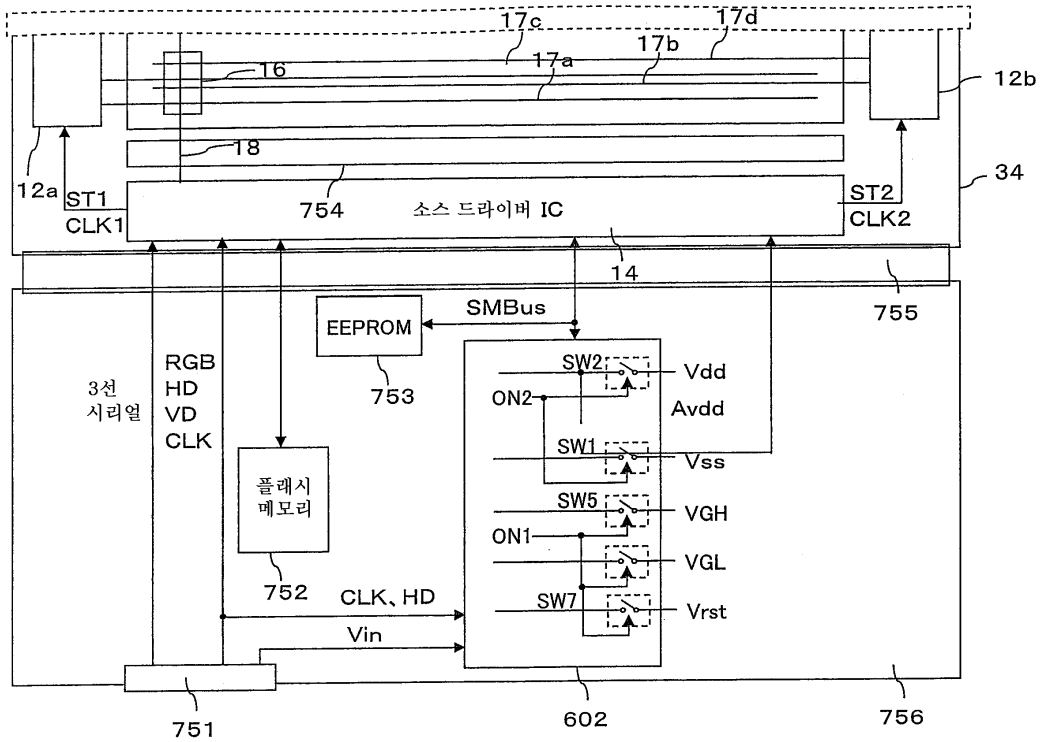 17c
17d
17b
17a
16
12b
12a
18
34
ST1
CLK1
754
소스 드라이버 IC
ST2
CLK2
14
755
SMBus
EEPROM
753
RGB
HD
VD
CLK
3선
시리얼
플래시
메모리
752
SW2
Vdd
ON2
Avdd
SW1
Vss
SW5
VGH
ON1
VGL
SW7
Vrst
CLK、HD
Vin
751
602
756